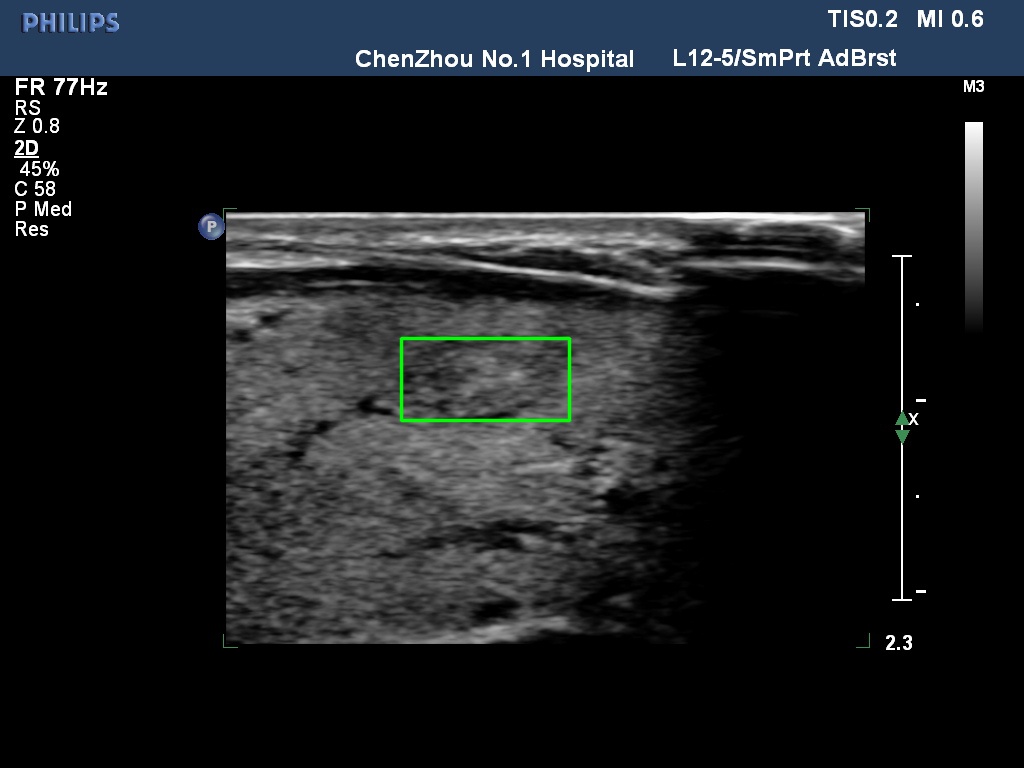 PHILIPS
TIS0.2 MI 0.6
ChenZhou No.1 Hospital L12-5/SmPrt AdBrst
FR 77Hz
RS
Z 0.8
2D
45%
C 58
P Med
Res
M3
P
X
2.3